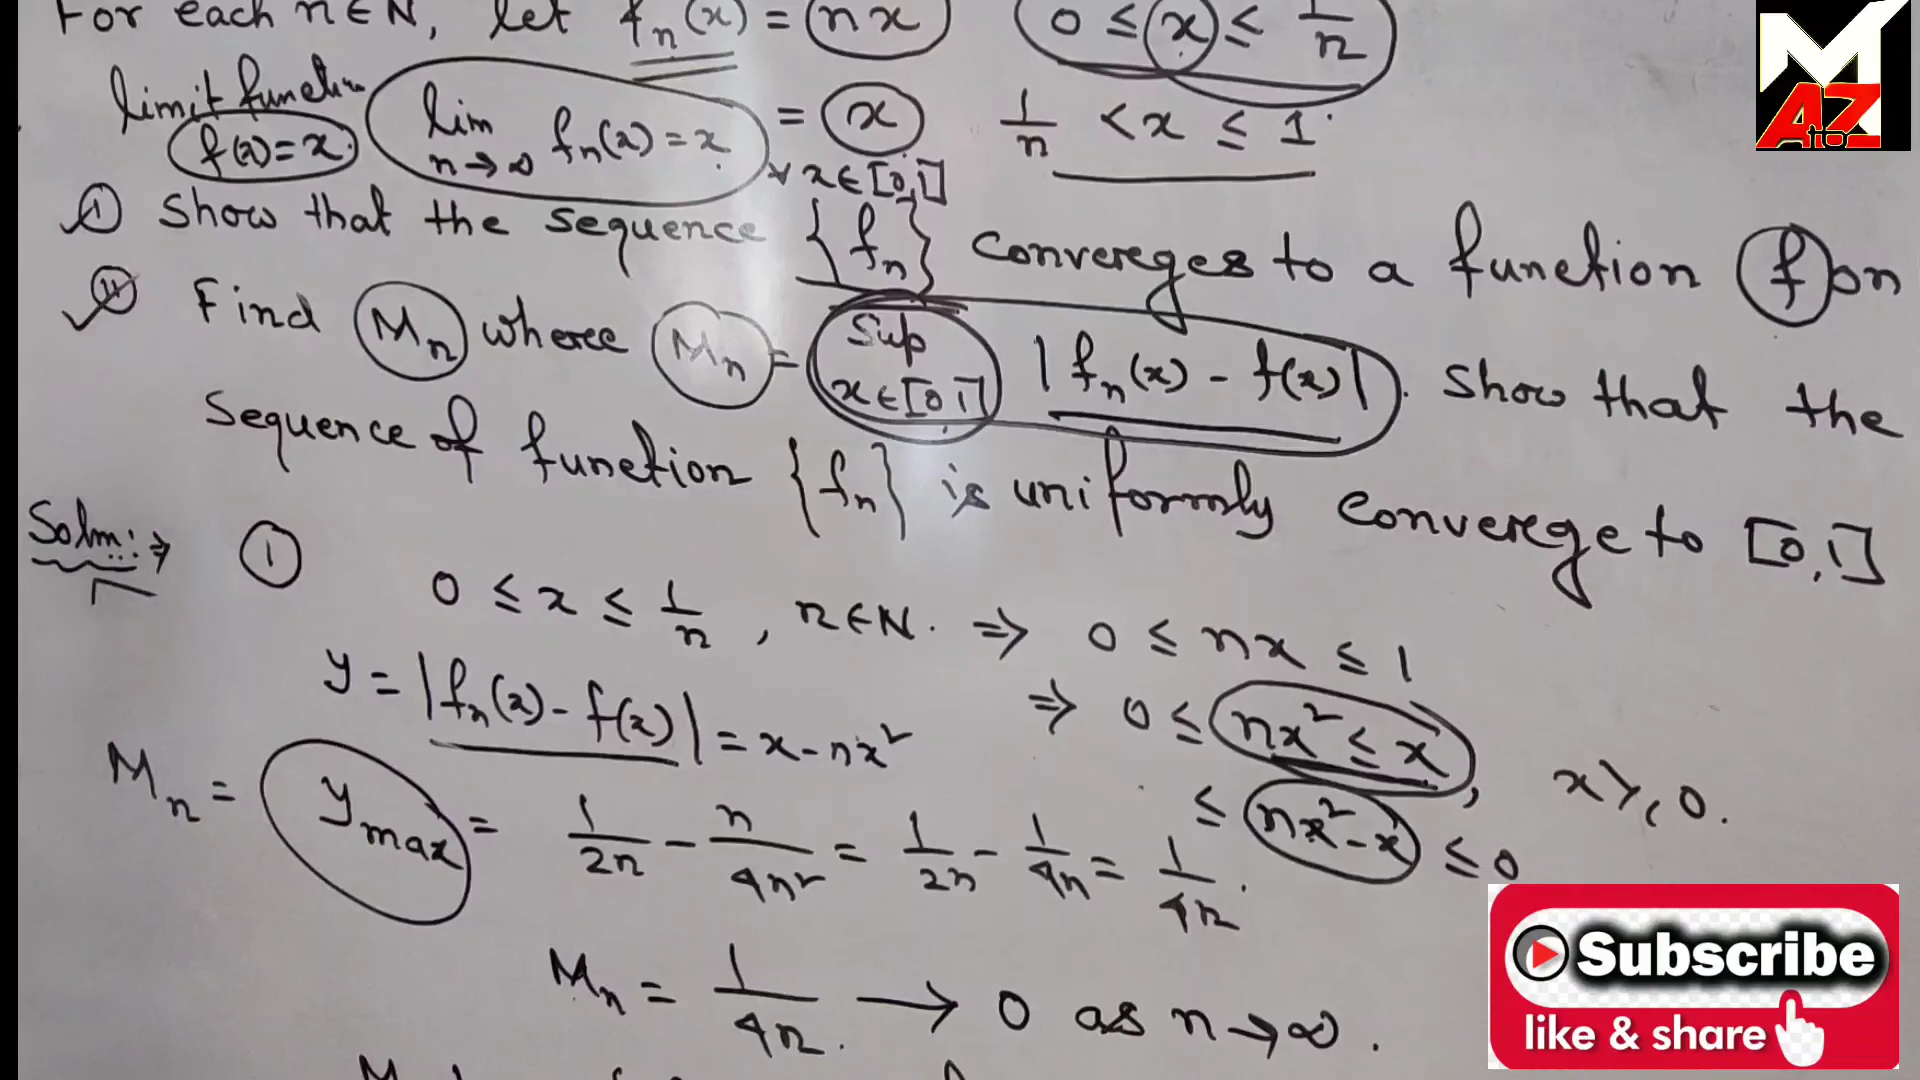 For each n∈N, let fₙ(x) = nx 0 ≤ x ≤ 1/n
limit function = x 1/n < x ≤ 1.
f(x)=x. lim n→∞ fₙ(x)=x ∀ x∈[0,1]
I Show that the sequence {fₙ} converges to a function f on
II Find Mₙ where Mₙ = Sup x∈[0,1] |fₙ(x) - f(x)|. Show that the
Sequence of function {fₙ} is uniformly converge to [0,1]
Soln:⇒ 1
0 ≤ x ≤ 1/n , n∈N. ⇒ 0 ≤ nx ≤ 1
y = |fₙ(x) - f(x)| = x - nx² ⇒ 0 ≤ nx² ≤ x, x ≥ 0.
≤ nx² - x ≤ 0
Mₙ = y max = 1/2n - n/4n² = 1/2n - 1/4n = 1/4n.
Mₙ = 1/4n. → 0 as n→∞.
M
A to Z
Subscribe
like & share